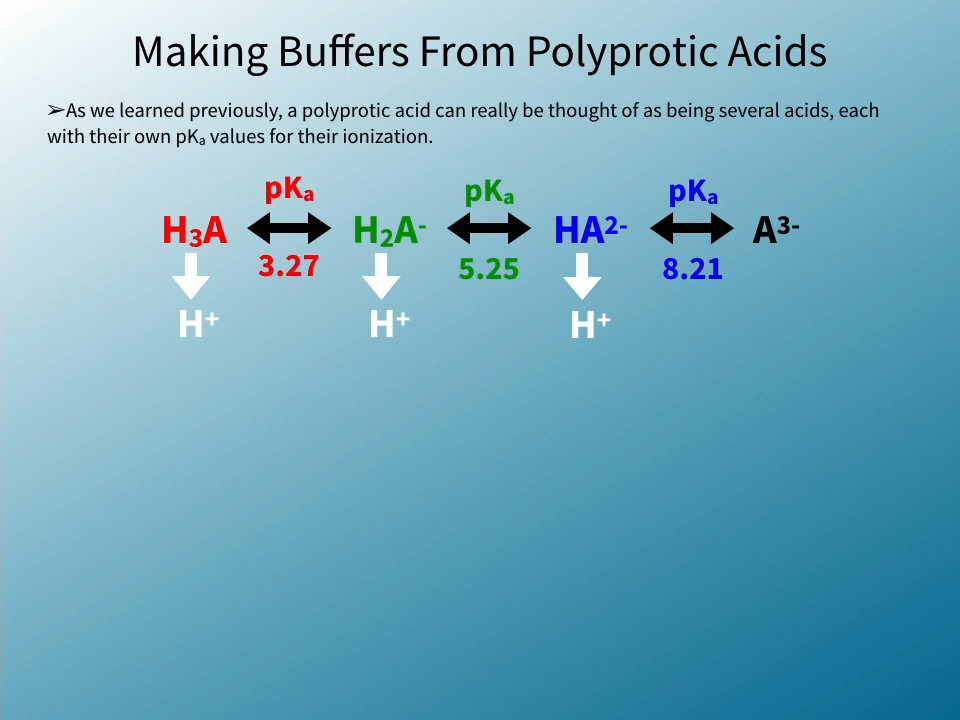 Making Buffers From Polyprotic Acids
➢As we learned previously, a polyprotic acid can really be thought of as being several acids, each
with their own pKₐ values for their ionization.
pKₐ pKₐ pKₐ
H₃A H₂A⁻ HA²⁻ A³⁻
3.27 5.25 8.21
H⁺ H⁺ H⁺